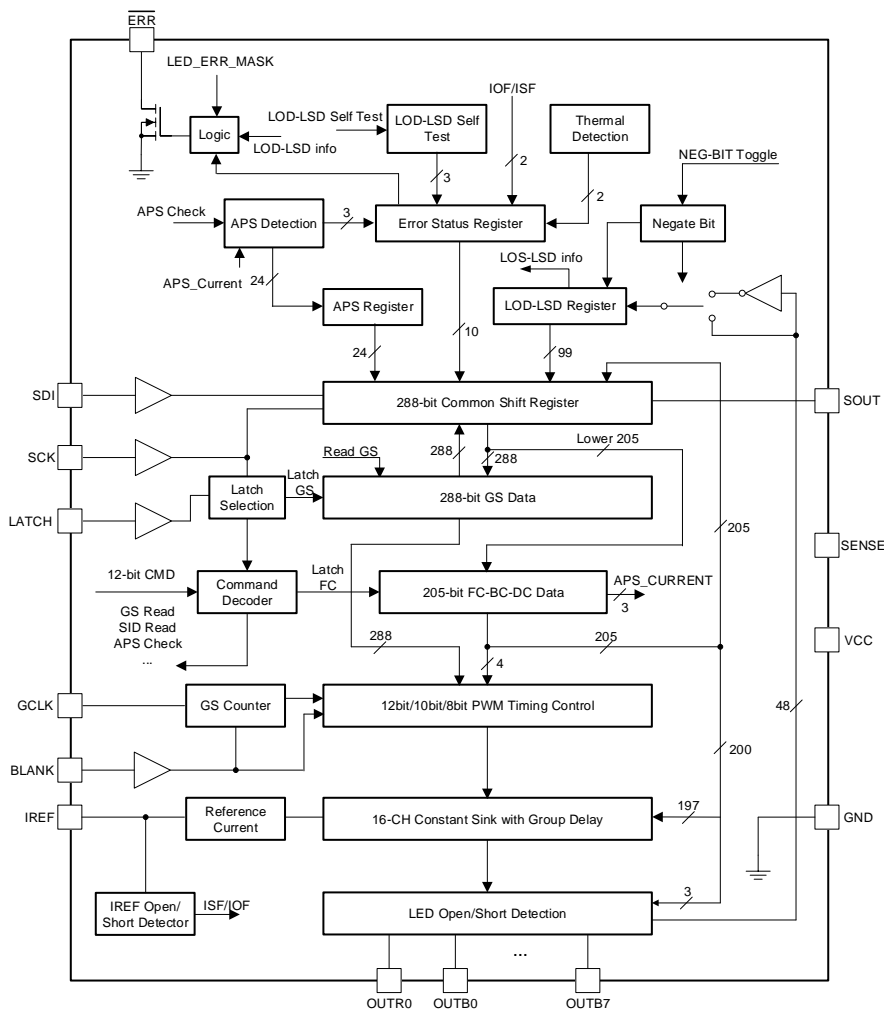 ERR
LED_ERR_MASK
IOF/ISF
LOD-LSD Self Test
LOD-LSD Self
Test
Thermal
Detection
Logic
LOD-LSD info
NEG-BIT Toggle
2
3
2
APS Check
APS Detection
3
Error Status Register
Negate Bit
LOS-LSD info
APS_Current
24
APS Register
LOD-LSD Register
10
24
99
SDI
288-bit Common Shift Register
SOUT
SCK
Lower 205
Read GS
288
288
Latch
GS
Latch
Selection
288-bit GS Data
LATCH
205
SENSE
12-bit CMD
Command
Decoder
Latch
FC
205-bit FC-BC-DC Data
APS_CURRENT
3
GS Read
SID Read
APS Check
...
288
205
VCC
4
GCLK
GS Counter
12bit/10bit/8bit PWM Timing Control
48
200
BLANK
IREF
Reference
Current
16-CH Constant Sink with Group Delay
197
GND
IREF Open/
Short Detector
ISF/IOF
LED Open/Short Detection
3
...
OUTR0
OUTB0
OUTB7